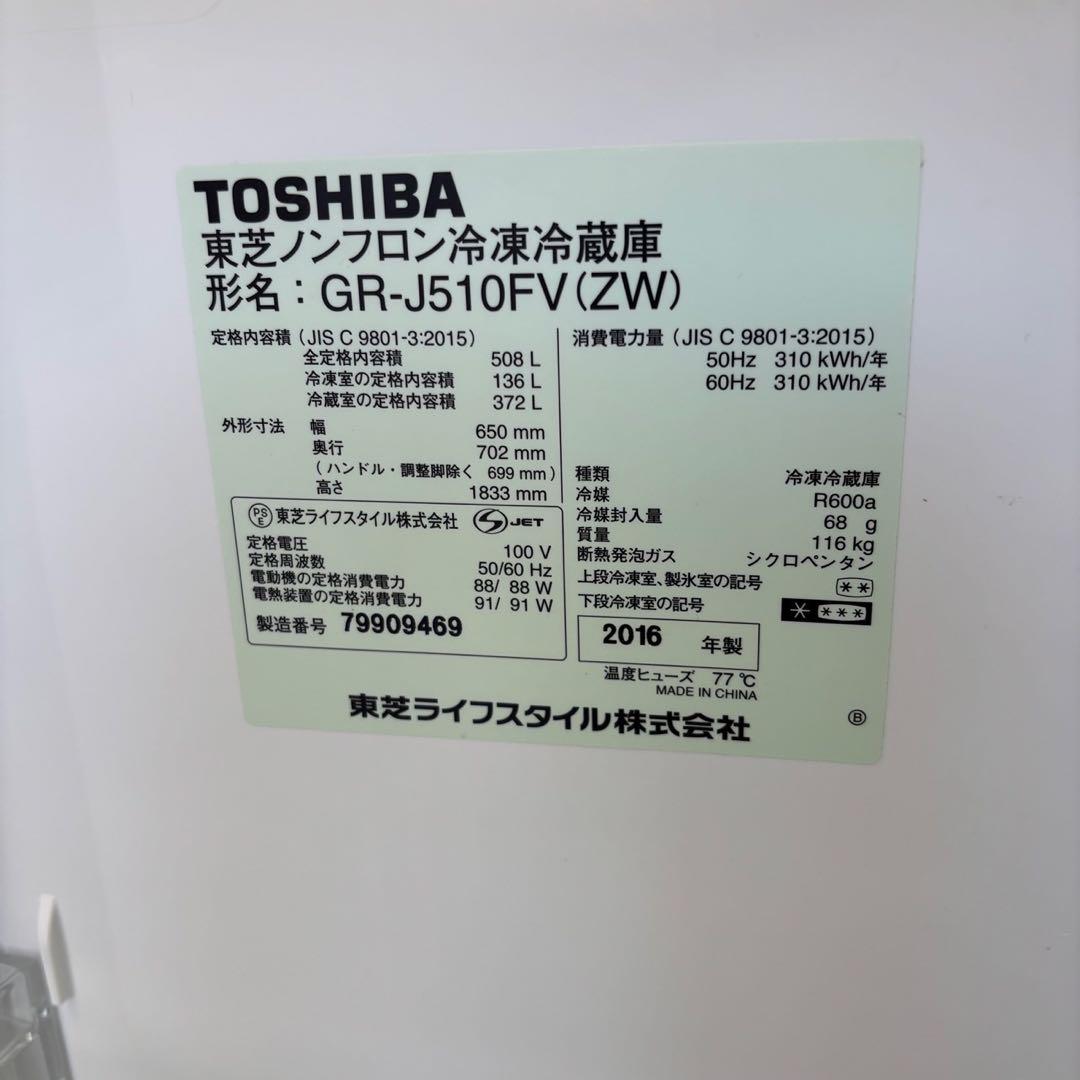 TOSHIBA
東芝ノンフロン冷凍冷蔵庫
形名：GR-J510FV(ZW)
定格内容積（JIS C 9801-3:2015）
全定格内容積 508 L
冷凍室の定格内容積 136 L
冷蔵室の定格内容積 372 L
外形寸法 幅 650 mm
奥行 702 mm
（ハンドル・調整脚除く 699 mm）
高さ 1833 mm
PSE 東芝ライフスタイル株式会社 JET
定格電圧 100 V
定格周波数 50/60 Hz
電動機の定格消費電力 88/ 88 W
電熱装置の定格消費電力 91/ 91 W
製造番号 79909469
消費電力量（JIS C 9801-3:2015）
50Hz 310 kWh/年
60Hz 310 kWh/年
種類 冷凍冷蔵庫
冷媒 R600a
冷媒封入量 68 g
質量 116 kg
断熱発泡ガス シクロペンタン
上段冷凍室、製氷室の記号 **
下段冷凍室の記号 * ***
2016 年製
温度ヒューズ 77 ℃
MADE IN CHINA
東芝ライフスタイル株式会社 Ⓑ